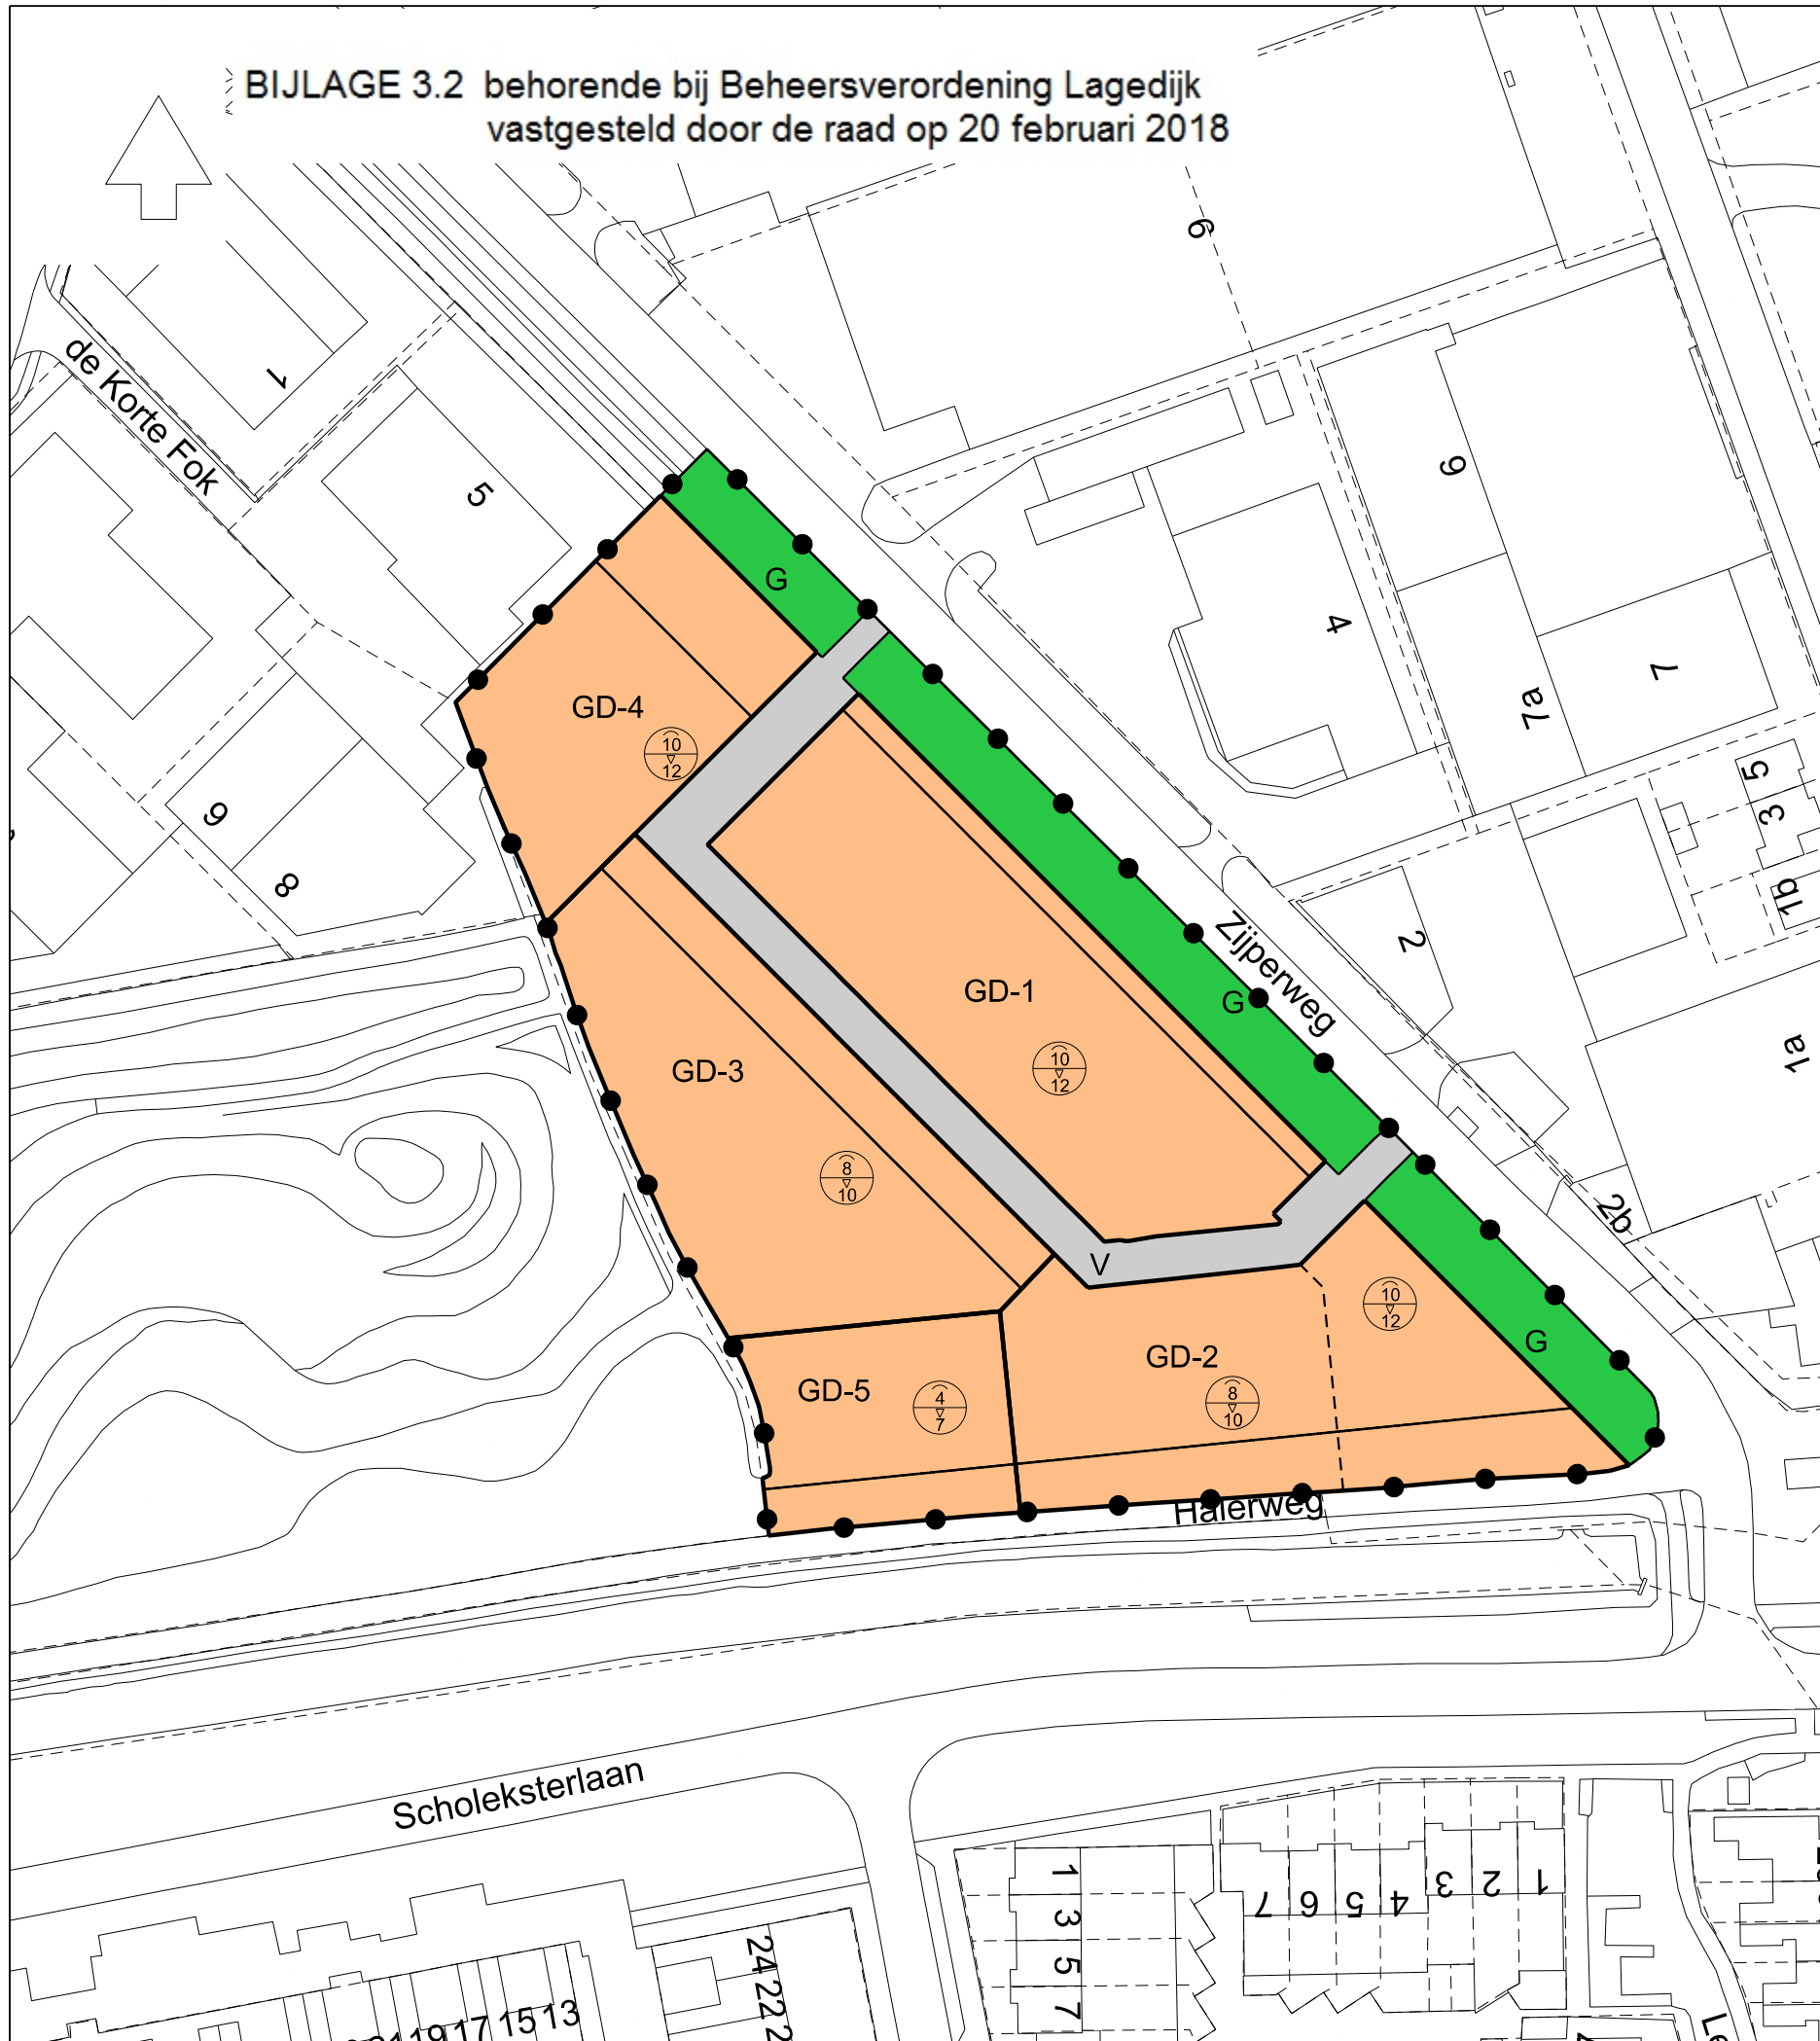 BIJLAGE 3.2 behorende bij Beheersverordening Lagedijk
vastgesteld door de raad op 20 februari 2018
6
1
de Korte Fok
5
9
G
4
7
GD-4
7a
10
12
5
3
9
8
1b
2
Zijperweg
GD-1
G
1a
10
12
GD-3
8
10
2b
V
10
12
G
GD-2
GD-5
4
7
8
10
Halerweg
Scholeksterlaan
1
3
5
7
7
6
5
4
3
2
1
24
22
19
17
15
13